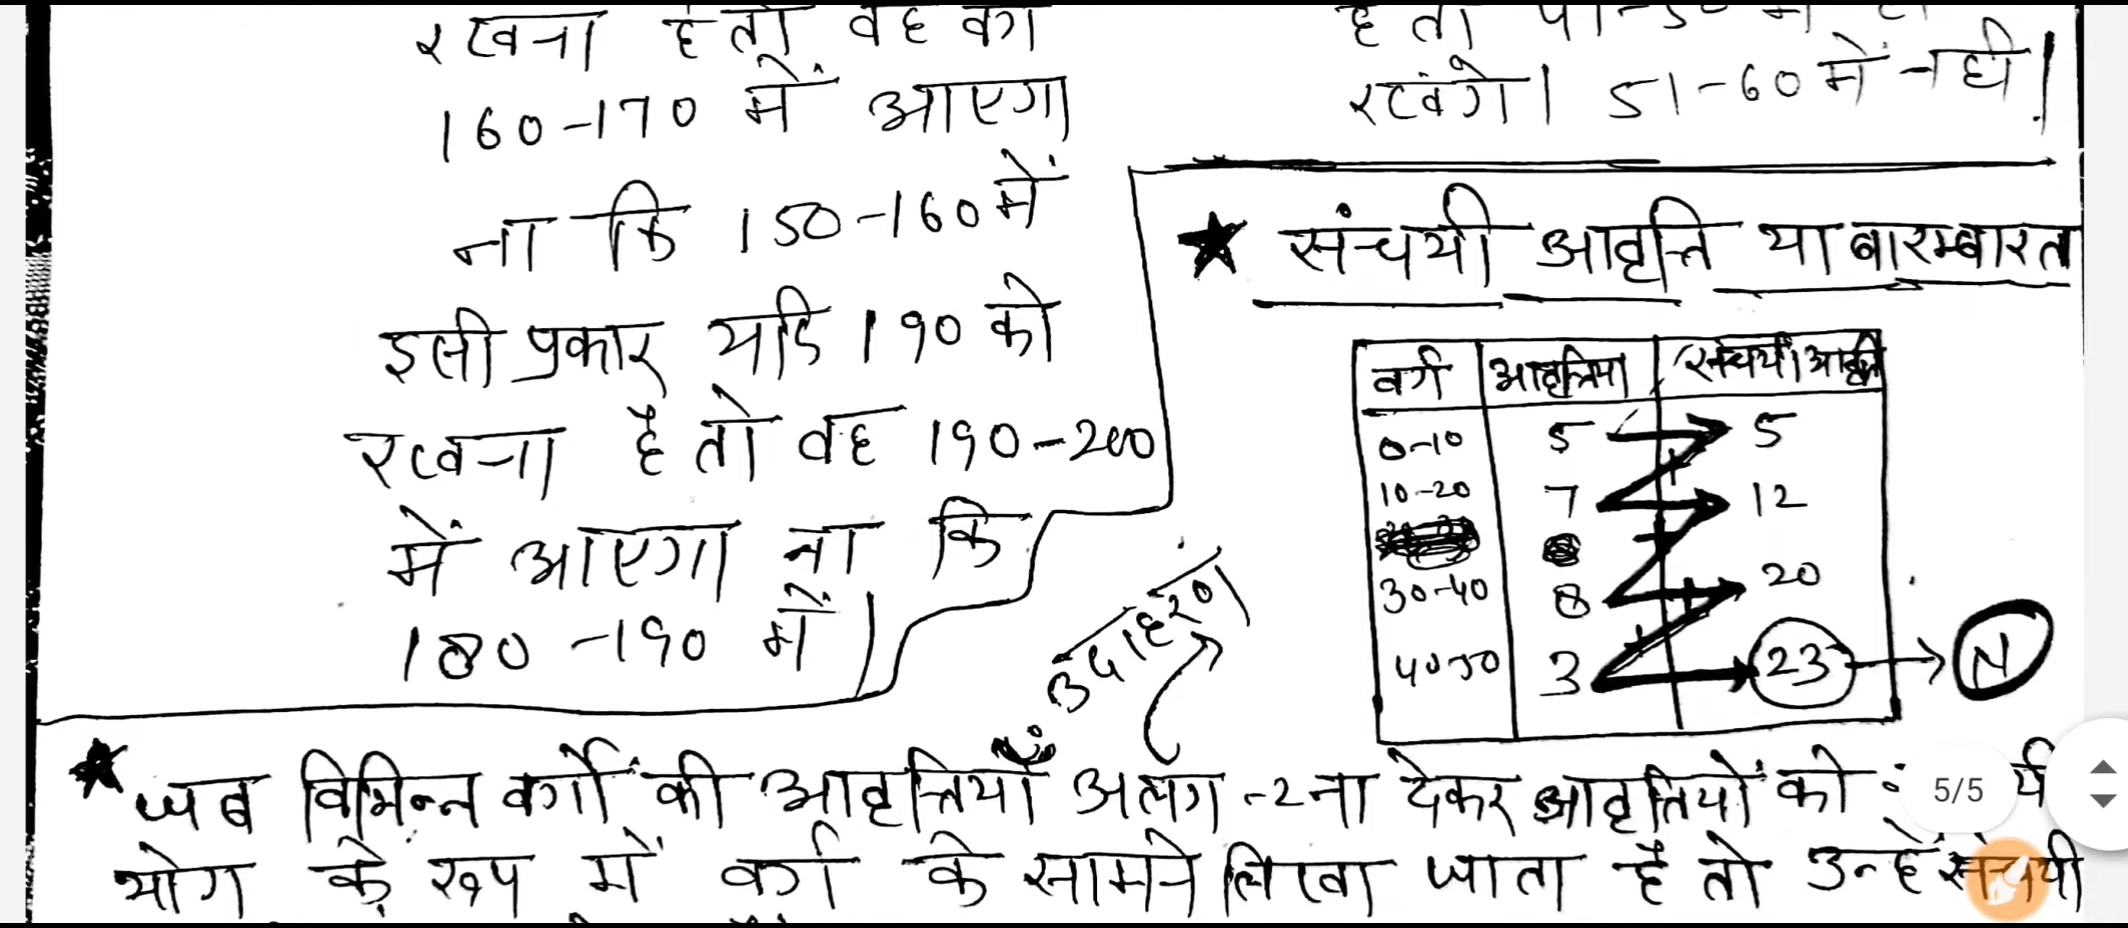 रखना है तो वह वर्ग
160-170 में आएगा
ना कि 150-160 में
इसी प्रकार यदि 190 को
रखना है तो वह 190-200
में आएगा ना कि
180-190 में।
है तो
रखेंगे। 51-60 में नही।
★ संचयी आवृत्ति या बारम्बारत
वर्ग आवृत्तिया संचयी आवृत्ति
0-10 5 5
10-20 7 12
30-40 8 20
40-50 3 23 → N
उदाहरण
★ जब विभिन्न वर्गों की आवृत्तियाँ अलग-2 ना देकर आवृत्तियों को
5/5
योग के रूप में वर्ग के सामने लिखा जाता है तो उन्हें संचयी